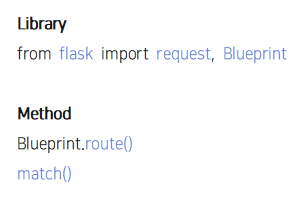 Library
from flask import request, Blueprint
Method
Blueprint.route()
match()